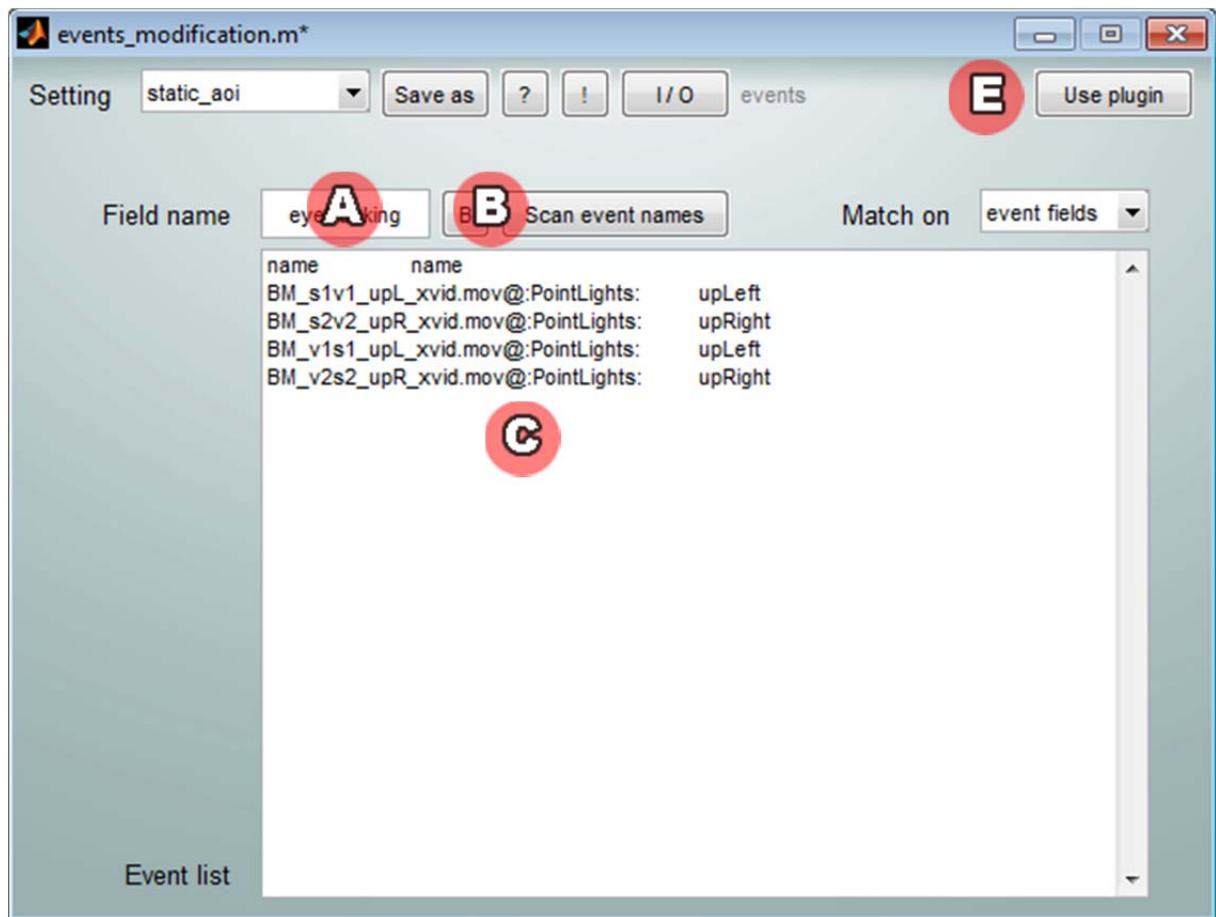 events_modification.m*
Setting static_aoi Save as ? ! I / O events E Use plugin
Field name A B Scan event names Match on event fields
name name
BM_s1v1_upL_xvid.mov@:PointLights: upLeft
BM_s2v2_upR_xvid.mov@:PointLights: upRight
BM_v1s1_upL_xvid.mov@:PointLights: upLeft
BM_v2s2_upR_xvid.mov@:PointLights: upRight
C
Event list